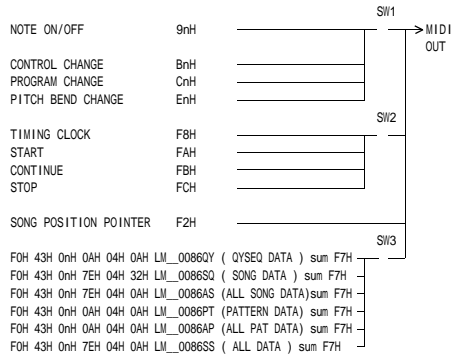 SW1
NOTE ON/OFF 9nH MIDI
OUT
CONTROL CHANGE BnH
PROGRAM CHANGE CnH
PITCH BEND CHANGE EnH
SW2
TIMING CLOCK F8H
START FAH
CONTINUE FBH
STOP FCH
SONG POSITION POINTER F2H
SW3
F0H 43H 0nH 0AH 04H 0AH LM__0086QY ( QYSEQ DATA ) sum F7H
F0H 43H 0nH 7EH 04H 32H LM__0086SQ ( SONG DATA ) sum F7H
F0H 43H 0nH 7EH 04H 0AH LM__0086AS (ALL SONG DATA)sum F7H
F0H 43H 0nH 0AH 04H 0AH LM__0086PT (PATTERN DATA) sum F7H
F0H 43H 0nH 0AH 04H 0AH LM__0086AP (ALL PAT DATA) sum F7H
F0H 43H 0nH 7EH 04H 0AH LM__0086SS ( ALL DATA ) sum F7H